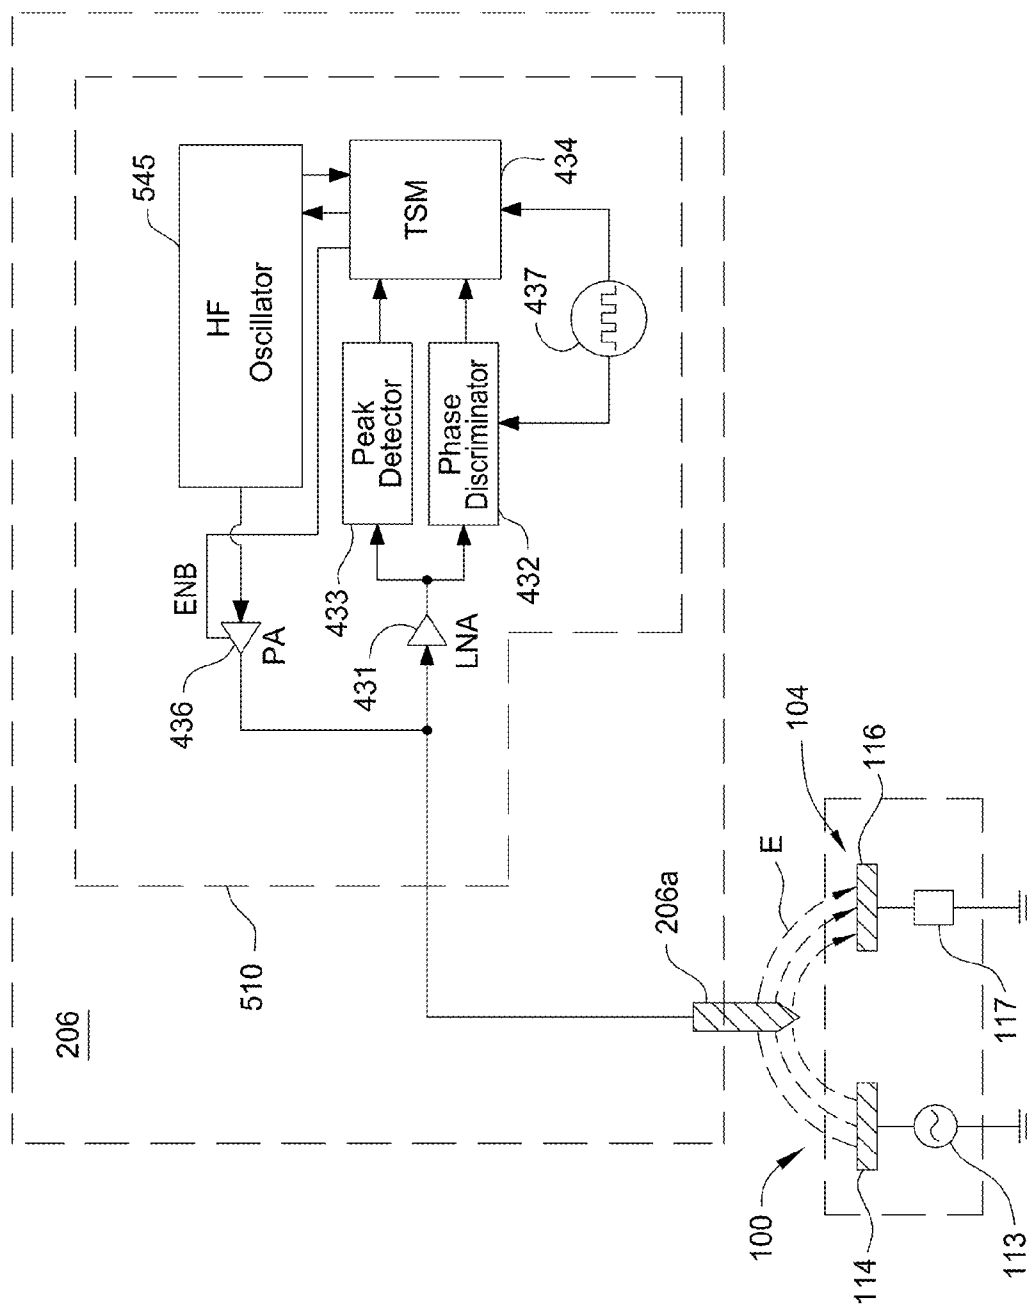 206
510
545
HF
Oscillator
ENB
436
PA
TSM
434
Peak
Detector
433
Phase
Discriminator
432
437
431
LNA
206a
E
104
116
100
114
113
117